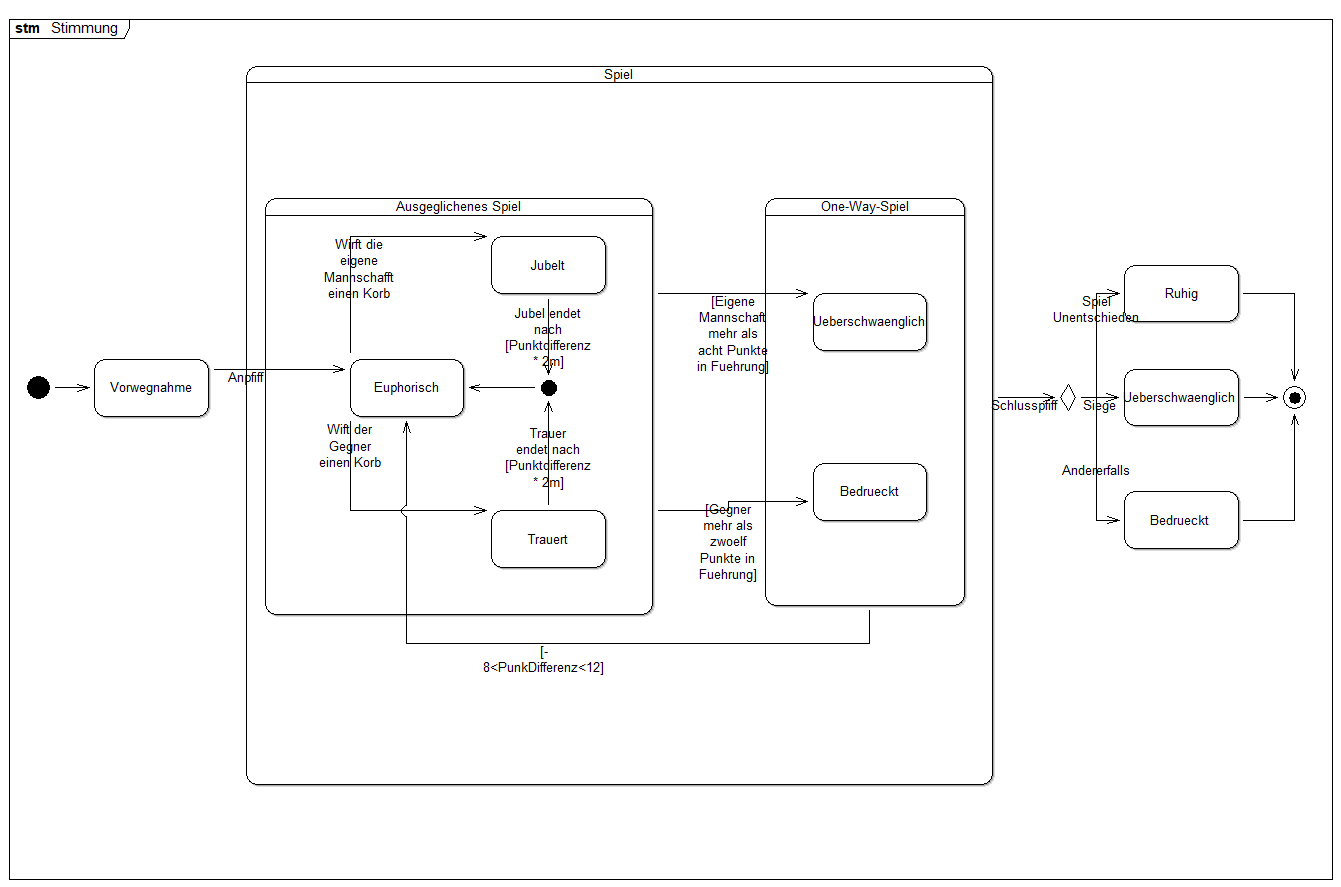 stm Stimmung
Spiel
Ausgeglichenes Spiel
One-Way-Spiel
Wirft die
eigene
Mannschafft
einen Korb
Jubelt
Jubel endet
nach
[Punktdifferenz
* 2m]
[Eigene
Mannschaft
mehr als
acht Punkte
in Fuehrung]
Ueberschwaenglich
Spiel
Unentschieden
Ruhig
Vorwegnahme
Anpfiff
Euphorisch
Schlusspfiff
Siege
Ueberschwaenglich
Wift der
Gegner
einen Korb
Trauer
endet nach
[Punktdifferenz
* 2m]
Trauert
[Gegner
mehr als
zwoelf
Punkte in
Fuehrung]
Bedrueckt
Andererfalls
Bedrueckt
[-
8<PunkDifferenz<12]